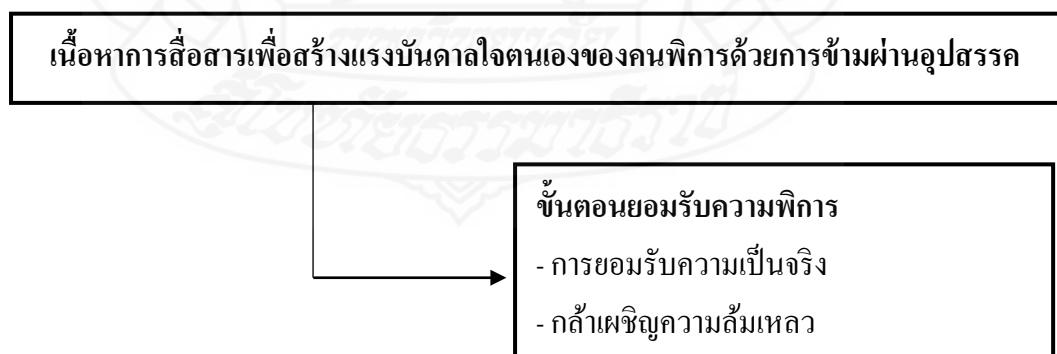 เนื้อหาการสื่อสารเพื่อสร้างแรงบันดาลใจตนเองของคนพิการด้วยการข้ามผ่านอุปสรรค
ขั้นตอนยอมรับความพิการ
- การยอมรับความเป็นจริง
- กล้าเผชิญความล้มเหลว